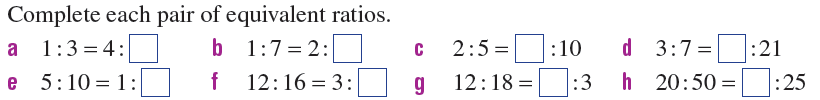 Complete each pair of equivalent ratios.
a 1:3=4:□ b 1:7=2:□ c 2:5=□:10 d 3:7=□:21
e 5:10=1:□ f 12:16=3:□ g 12:18=□:3 h 20:50=□:25